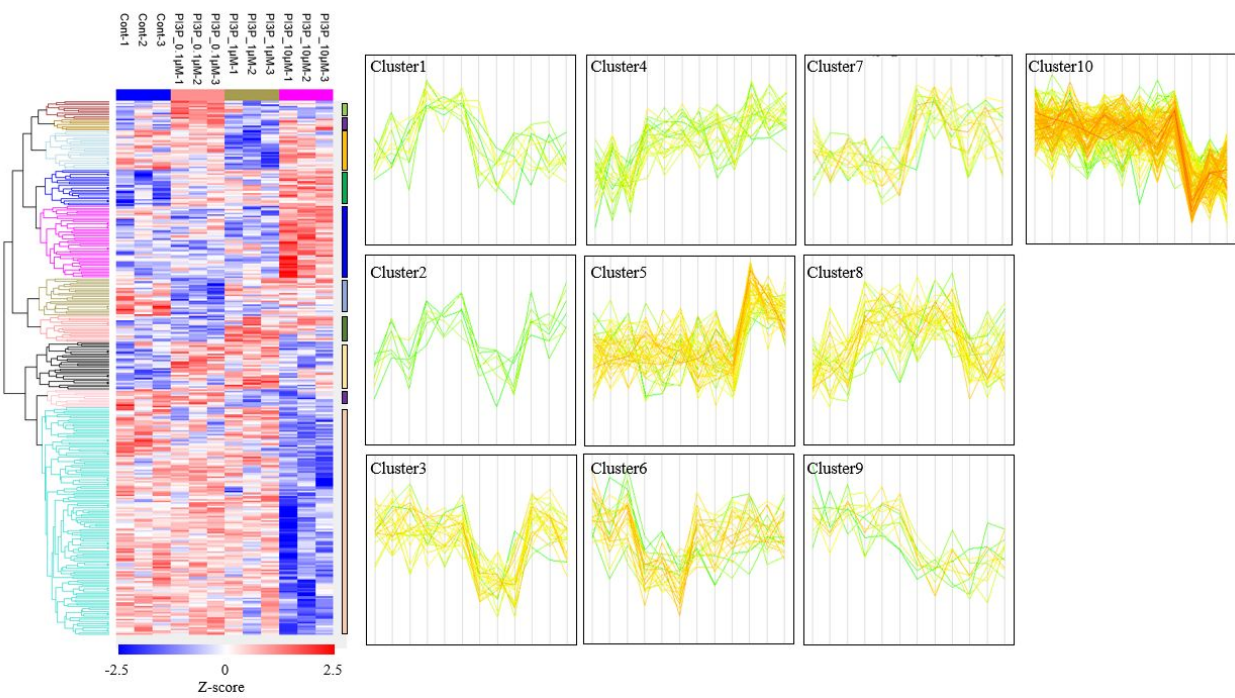 Cont-1
Cont-2
Cont-3
PI3P_0.1µM-1
PI3P_0.1µM-2
PI3P_0.1µM-3
PI3P_1µM-1
PI3P_1µM-2
PI3P_1µM-3
PI3P_10µM-1
PI3P_10µM-2
PI3P_10µM-3
Cluster1
Cluster4
Cluster7
Cluster10
Cluster2
Cluster5
Cluster8
Cluster3
Cluster6
Cluster9
-2.5 0 2.5
Z-score